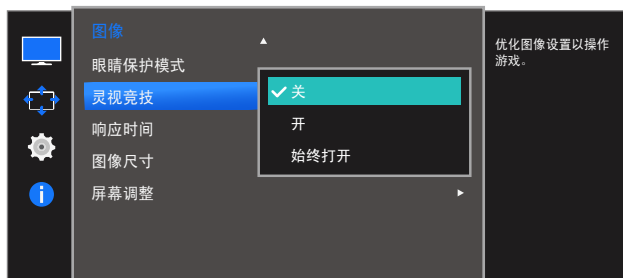 图像
眼睛保护模式
灵视竞技
响应时间
图像尺寸
屏幕调整
关
开
始终打开
优化图像设置以操作
游戏。